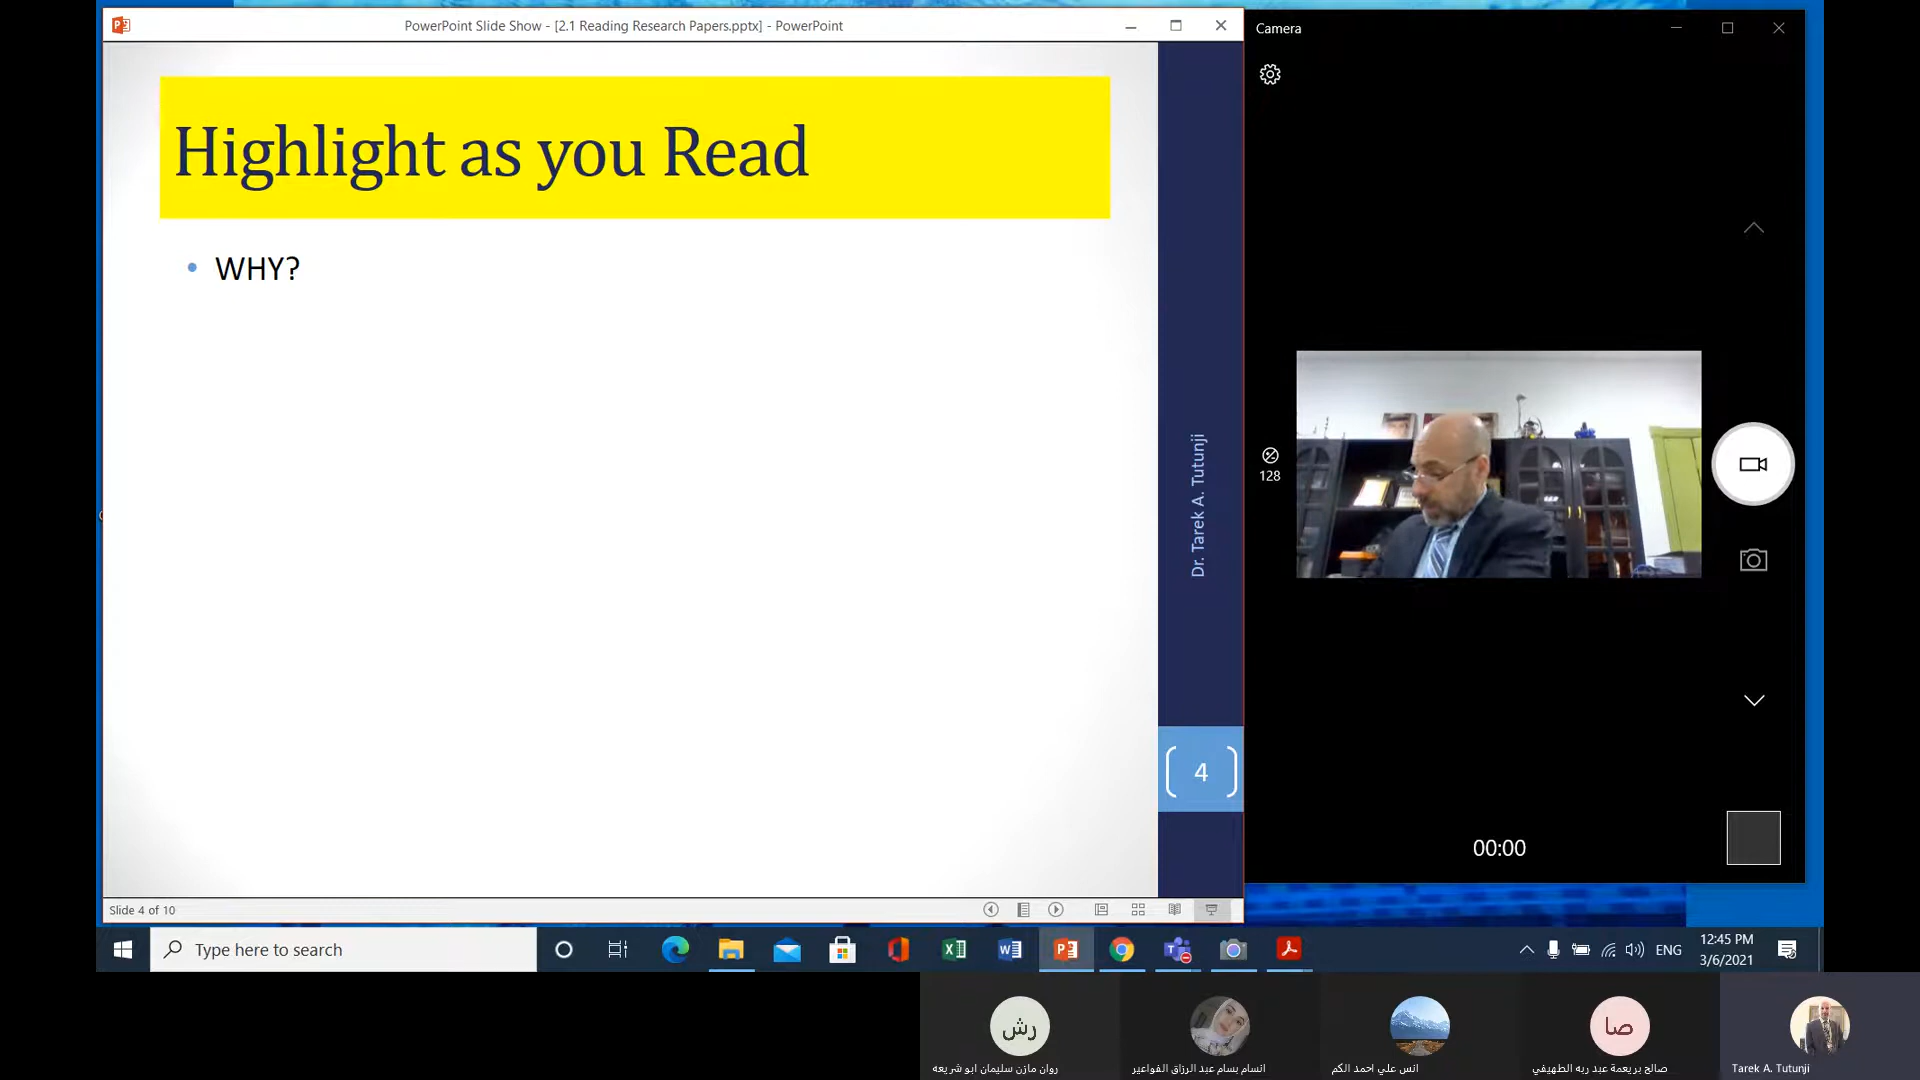 PowerPoint Slide Show - [2.1 Reading Research Papers.pptx] - PowerPoint
Camera
Highlight as you Read
WHY?
Dr. Tarek A. Tutunji
128
4
00:00
Slide 4 of 10
Type here to search
ENG
12:45 PM
3/6/2021
رش
صا
روان مازن سليمان ابو شريعه
انسام بسام عبد الرزاق الفواعير
انس علي احمد الكم
صالح بريعمة عبد ربه الطهيفي
Tarek A. Tutunji